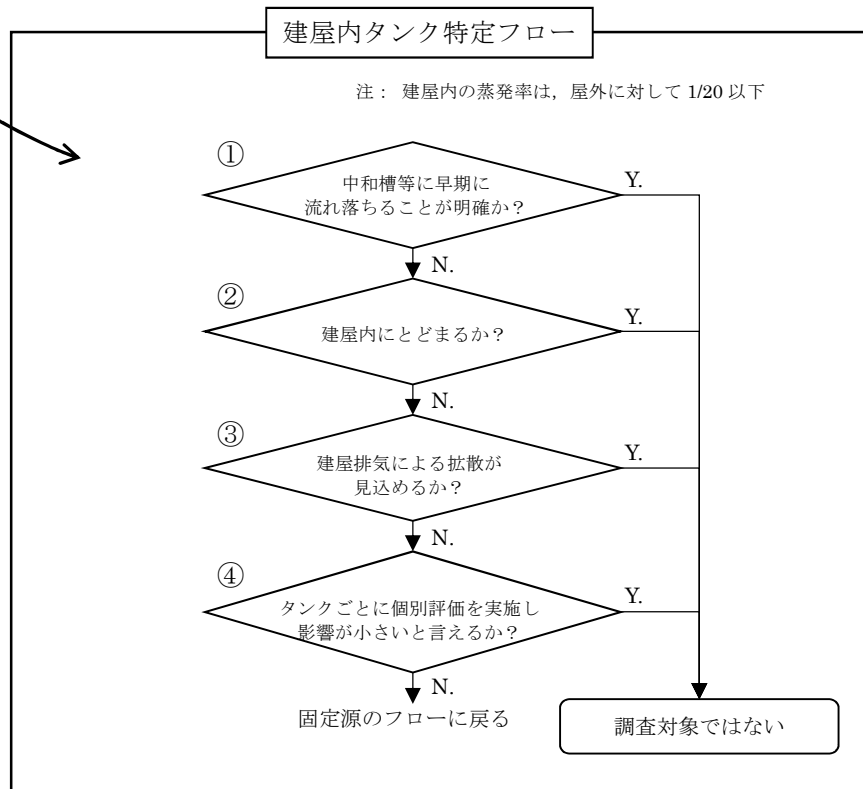 建屋内タンク特定フロー
注： 建屋内の蒸発率は，屋外に対して 1/20 以下
①
中和槽等に早期に
流れ落ちることが明確か？
Y.
N.
②
建屋内にとどまるか？
Y.
N.
③
建屋排気による拡散が
見込めるか？
Y.
N.
④
タンクごとに個別評価を実施し
影響が小さいと言えるか？
Y.
N.
固定源のフローに戻る
調査対象ではない